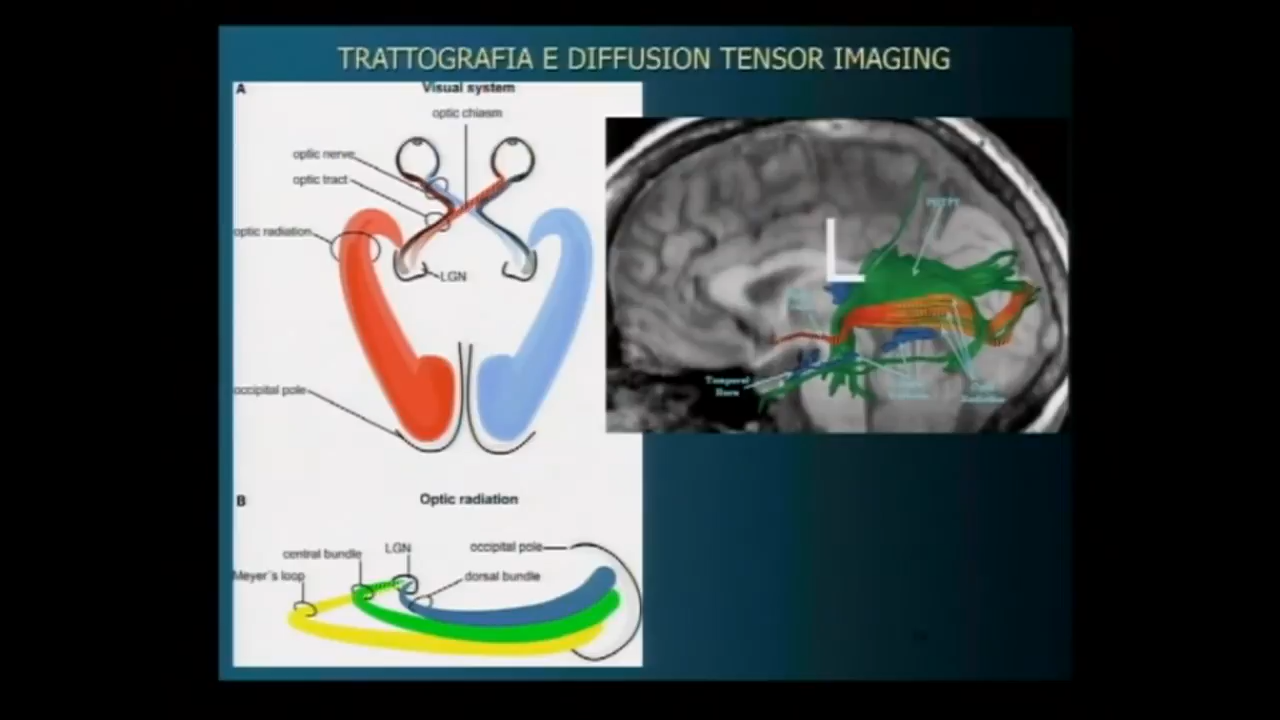 TRATTOGRAFIA E DIFFUSION TENSOR IMAGING
A
Visual system
optic chiasm
optic nerve
optic tract
optic radiation
LGN
occipital pole
Temporal
Horn
B
Optic radiation
central bundle
LGN
occipital pole
Meyer´s loop
dorsal bundle